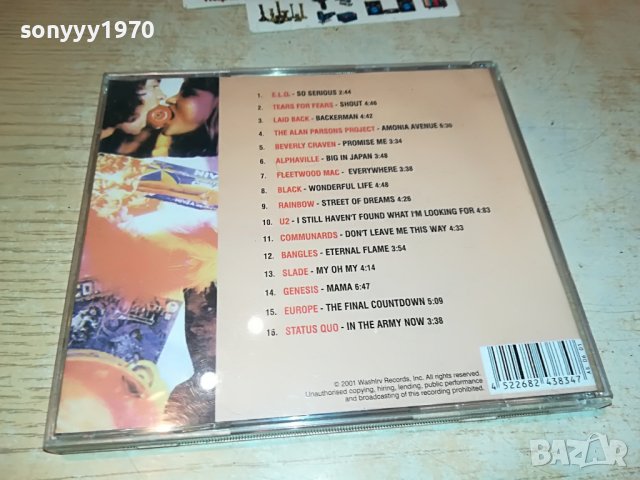 sonyyy1970
1. E.L.O. - SO SERIOUS 2:44
2. TEARS FOR FEARS - SHOUT 4:46
3. LAID BACK - BACKERMAN 4:42
4. THE ALAN PARSONS PROJECT - AMONIA AVENUE 6:30
5. BEVERLY CRAVEN - PROMISE ME 3:34
6. ALPHAVILLE - BIG IN JAPAN 3:48
7. FLEETWOOD MAC - EVERYWHERE 3:38
8. BLACK - WONDERFUL LIFE 4:48
9. RAINBOW - STREET OF DREAMS 4:26
10. U2 - I STILL HAVEN'T FOUND WHAT I'M LOOKING FOR 4:83
11. COMMUNARDS - DON'T LEAVE ME THIS WAY 4:33
12. BANGLES - ETERNAL FLAME 3:54
13. SLADE - MY OH MY 4:14
14. GENESIS - MAMA 6:47
15. EUROPE - THE FINAL COUNTDOWN 5:09
16. STATUS QUO - IN THE ARMY NOW 3:38
© 2001 Washlrv Records, Inc. All rights reserved.
Unauthorised copying, hiring, lending, public performance
and broadcasting of this recording prohibited.
4 522682 438347
BAZAR